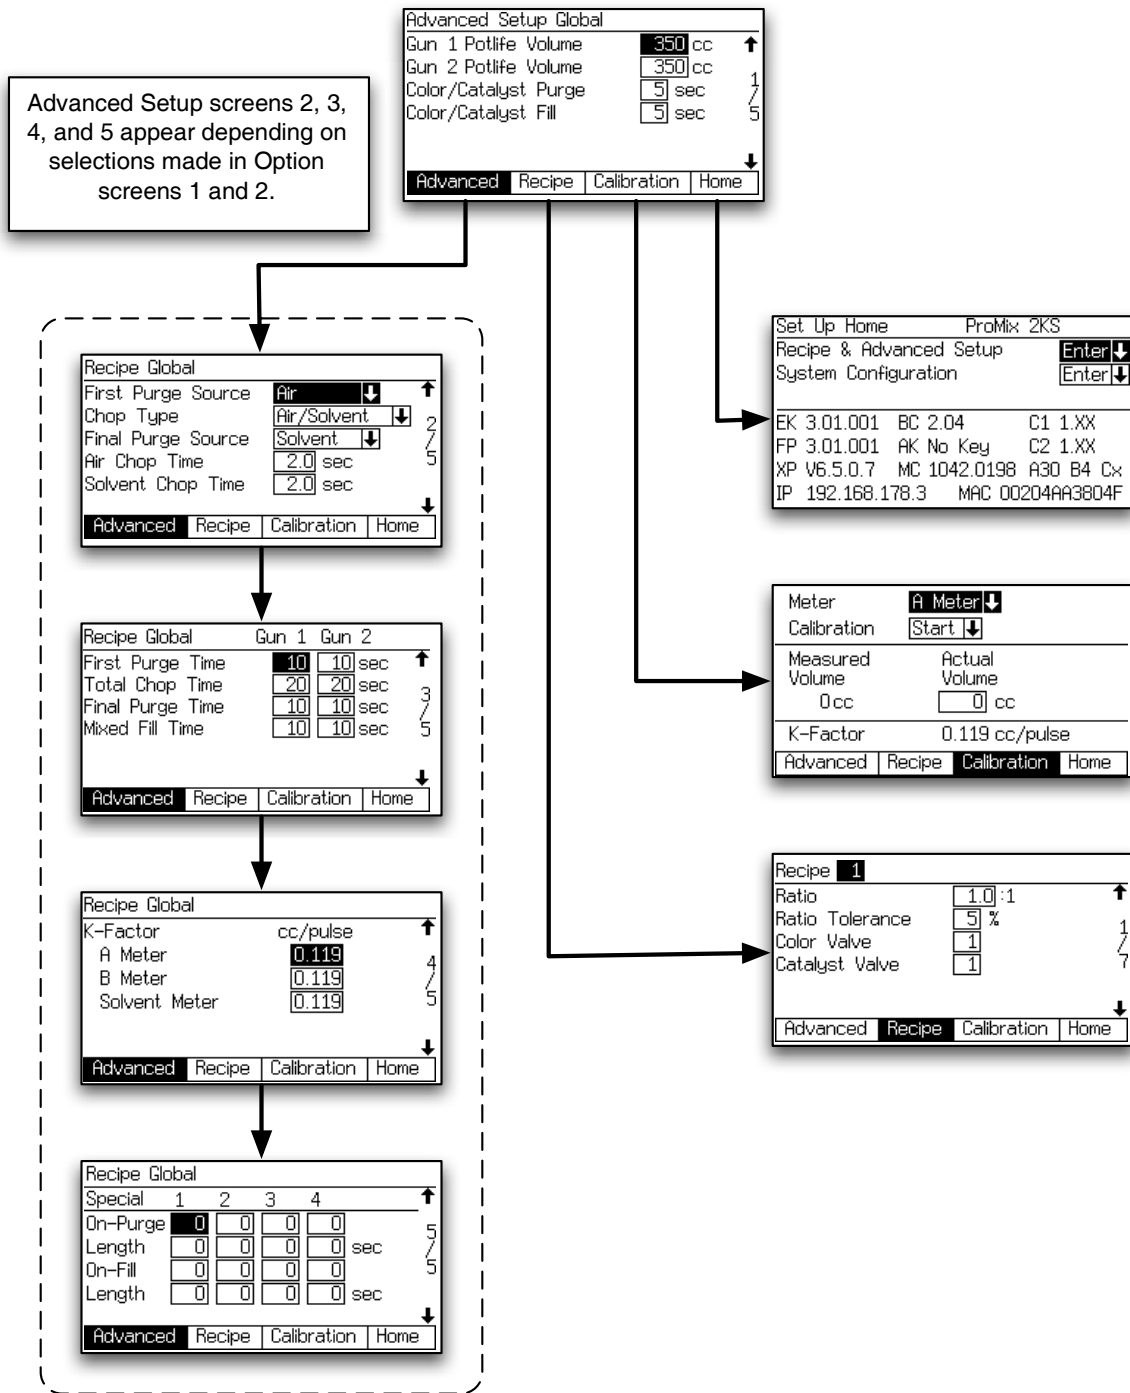 Advanced Setup Global
Gun 1 Potlife Volume 350 cc
Gun 2 Potlife Volume 350 cc
Color/Catalyst Purge 5 sec
Color/Catalyst Fill 5 sec
1/5
Advanced Recipe Calibration Home
Advanced Setup screens 2, 3,
4, and 5 appear depending on
selections made in Option
screens 1 and 2.
Recipe Global
First Purge Source Air
Chop Type Air/Solvent
Final Purge Source Solvent
Air Chop Time 2.0 sec
Solvent Chop Time 2.0 sec
2/5
Advanced Recipe Calibration Home
Recipe Global Gun 1 Gun 2
First Purge Time 10 10 sec
Total Chop Time 20 20 sec
Final Purge Time 10 10 sec
Mixed Fill Time 10 10 sec
3/5
Advanced Recipe Calibration Home
Recipe Global
K-Factor cc/pulse
A Meter 0.119
B Meter 0.119
Solvent Meter 0.119
4/5
Advanced Recipe Calibration Home
Recipe Global
Special 1 2 3 4
On-Purge 0 0 0 0
Length 0 0 0 0 sec
On-Fill 0 0 0 0
Length 0 0 0 0 sec
5/5
Advanced Recipe Calibration Home
Set Up Home ProMix 2KS
Recipe & Advanced Setup Enter
System Configuration Enter
EK 3.01.001 BC 2.04 C1 1.XX
FP 3.01.001 AK No Key C2 1.XX
XP V6.5.0.7 MC 1042.0198 A30 B4 Cx
IP 192.168.178.3 MAC 00204AA3804F
Meter A Meter
Calibration Start
Measured Actual
Volume Volume
0 cc 0 cc
K-Factor 0.119 cc/pulse
Advanced Recipe Calibration Home
Recipe 1
Ratio 1.0 :1
Ratio Tolerance 5 %
Color Valve 1
Catalyst Valve 1
1/7
Advanced Recipe Calibration Home